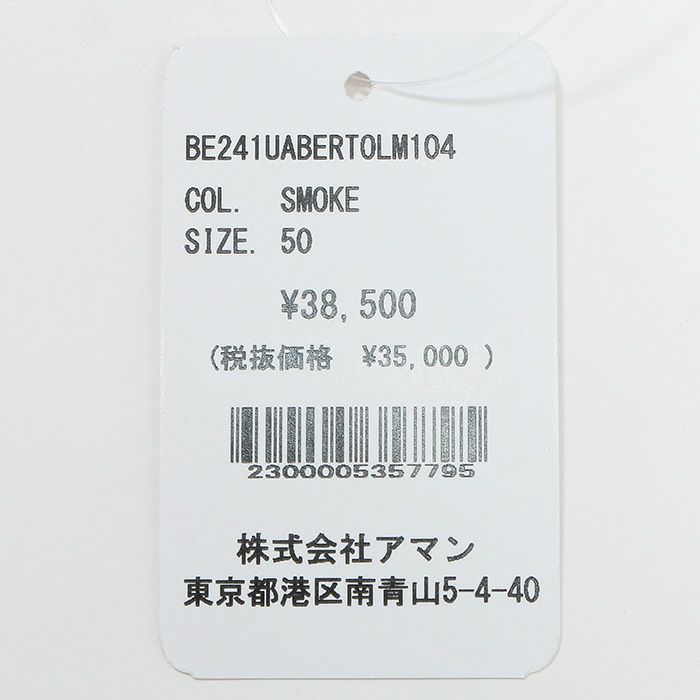 BE241UABERTOLM104
COL. SMOKE
SIZE. 50
¥38,500
(税抜価格 ¥35,000 )
2300005357795
株式会社アマン
東京都港区南青山5-4-40